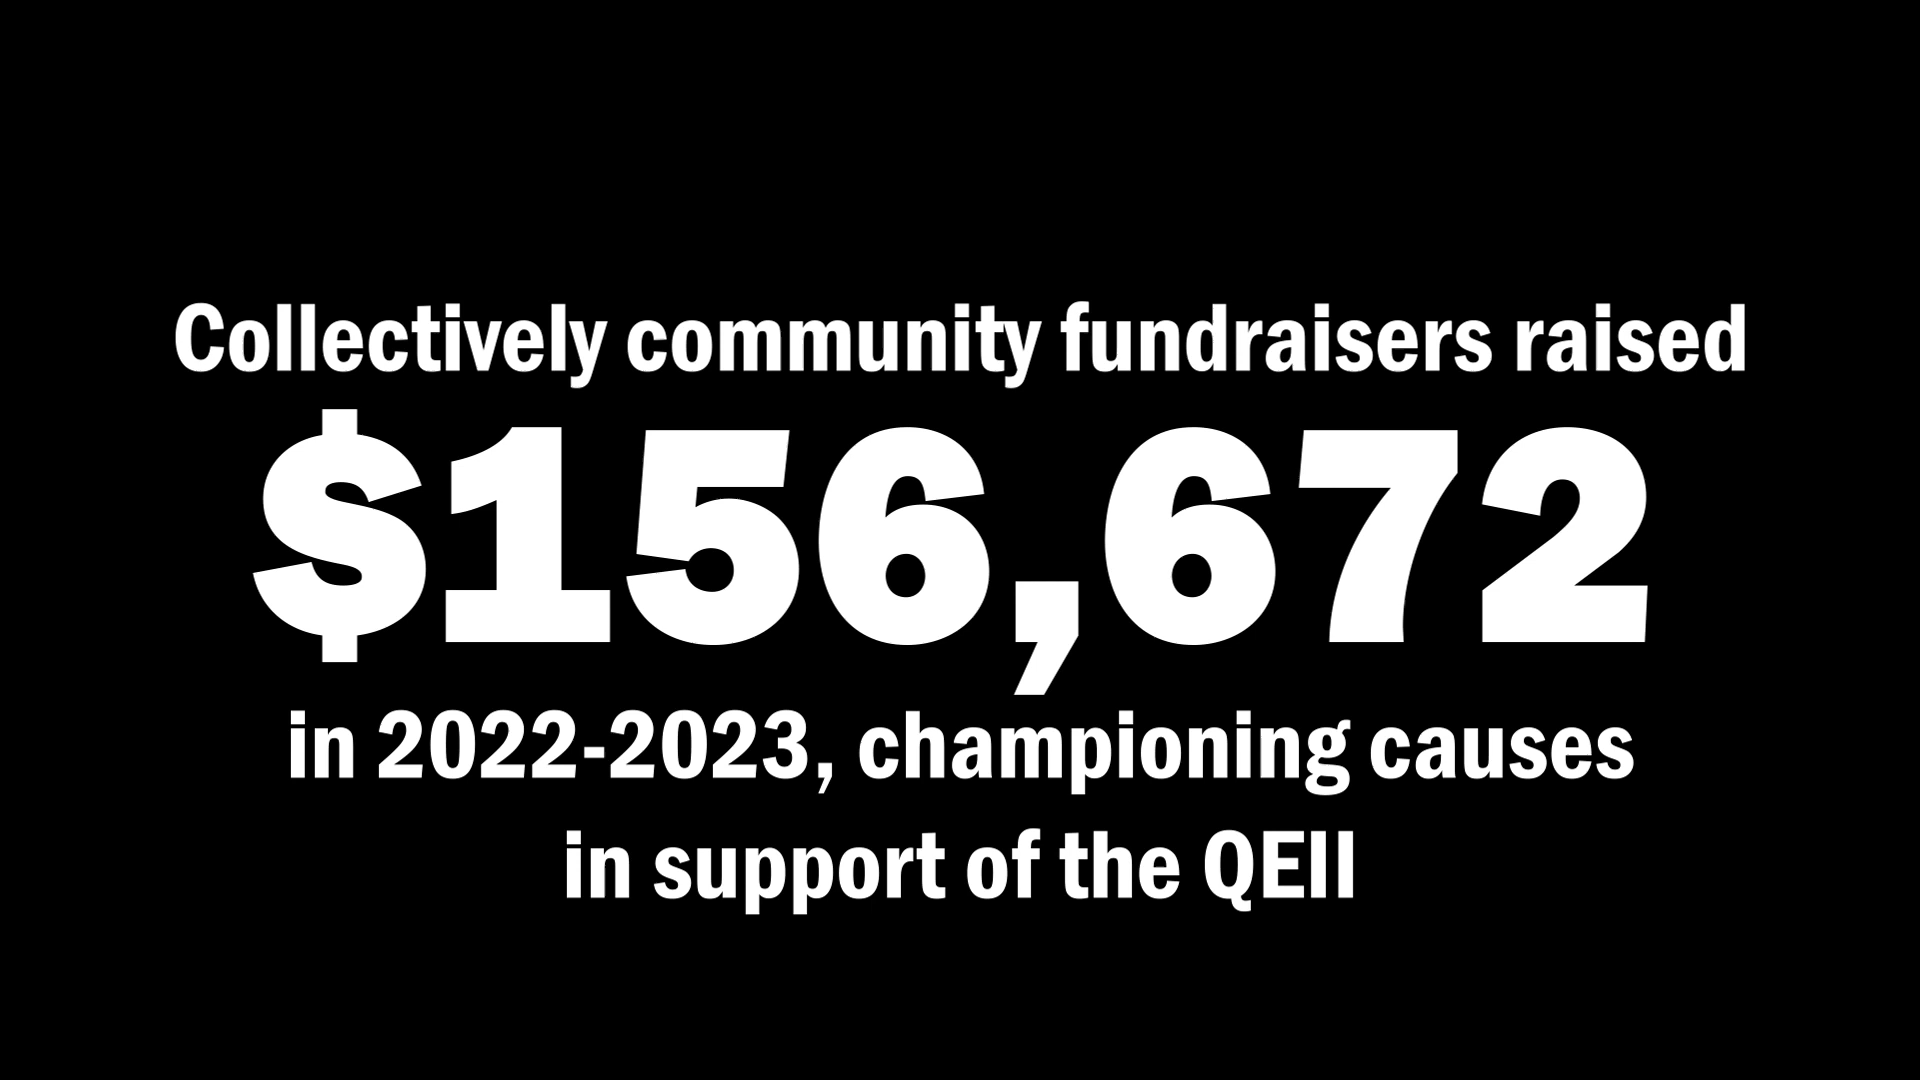 Collectively community fundraisers raised
$156,672
in 2022-2023, championing causes
in support of the QEII